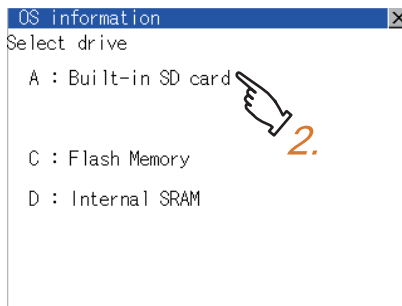 OS information
Select drive
A : Built-in SD card
2.
C : Flash Memory
D : Internal SRAM